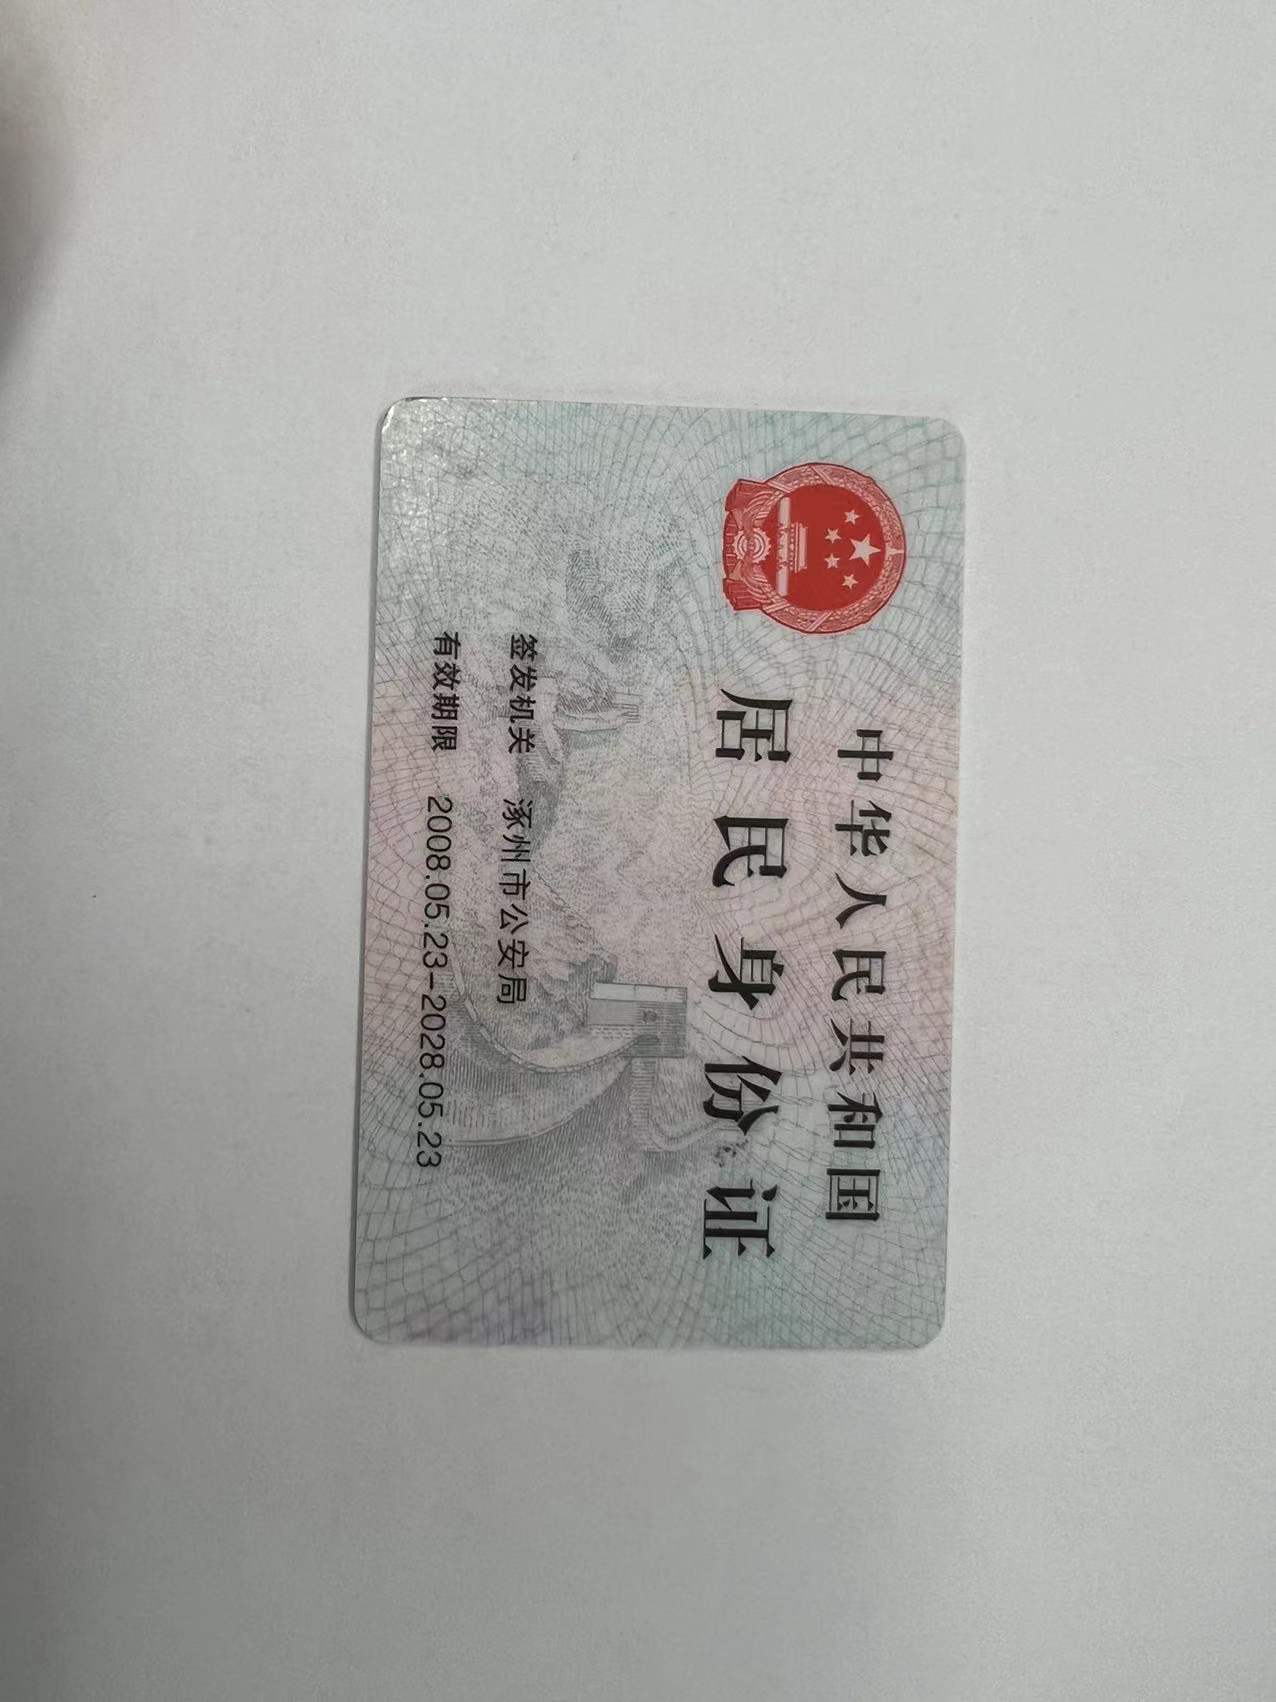 中华人民共和国
居民身份证
签发机关 涿州市公安局
有效期限 2008.05.23-2028.05.23